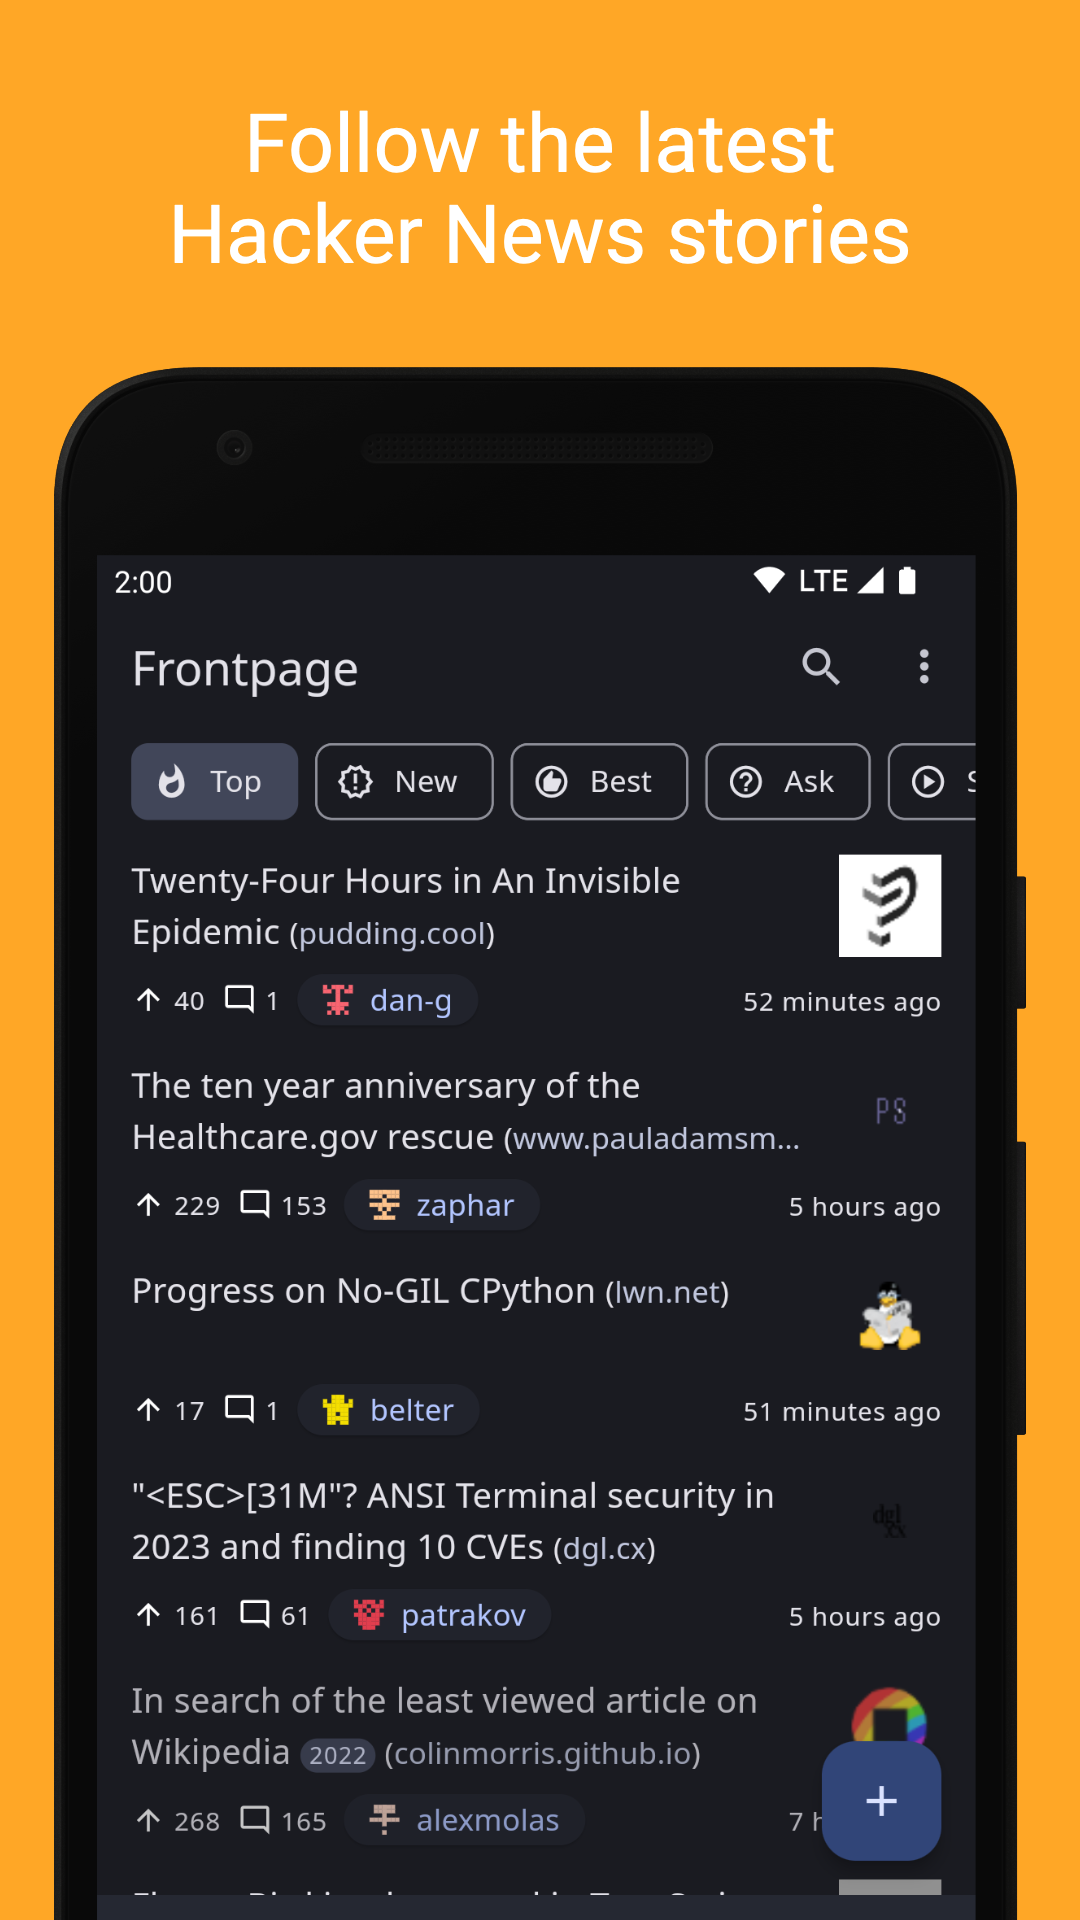 Follow the latest
Hacker News stories
2:00 LTE
Frontpage
Top New Best Ask
Twenty-Four Hours in An Invisible
Epidemic (pudding.cool)
40 1 dan-g 52 minutes ago
The ten year anniversary of the
Healthcare.gov rescue (www.pauladamsm...
PS
229 153 zaphar 5 hours ago
Progress on No-GIL CPython (lwn.net)
17 1 belter 51 minutes ago
"<ESC>[31M"? ANSI Terminal security in
2023 and finding 10 CVEs (dgl.cx)
dgl
.cx
161 61 patrakov 5 hours ago
In search of the least viewed article on
Wikipedia 2022 (colinmorris.github.io)
268 165 alexmolas 7 h